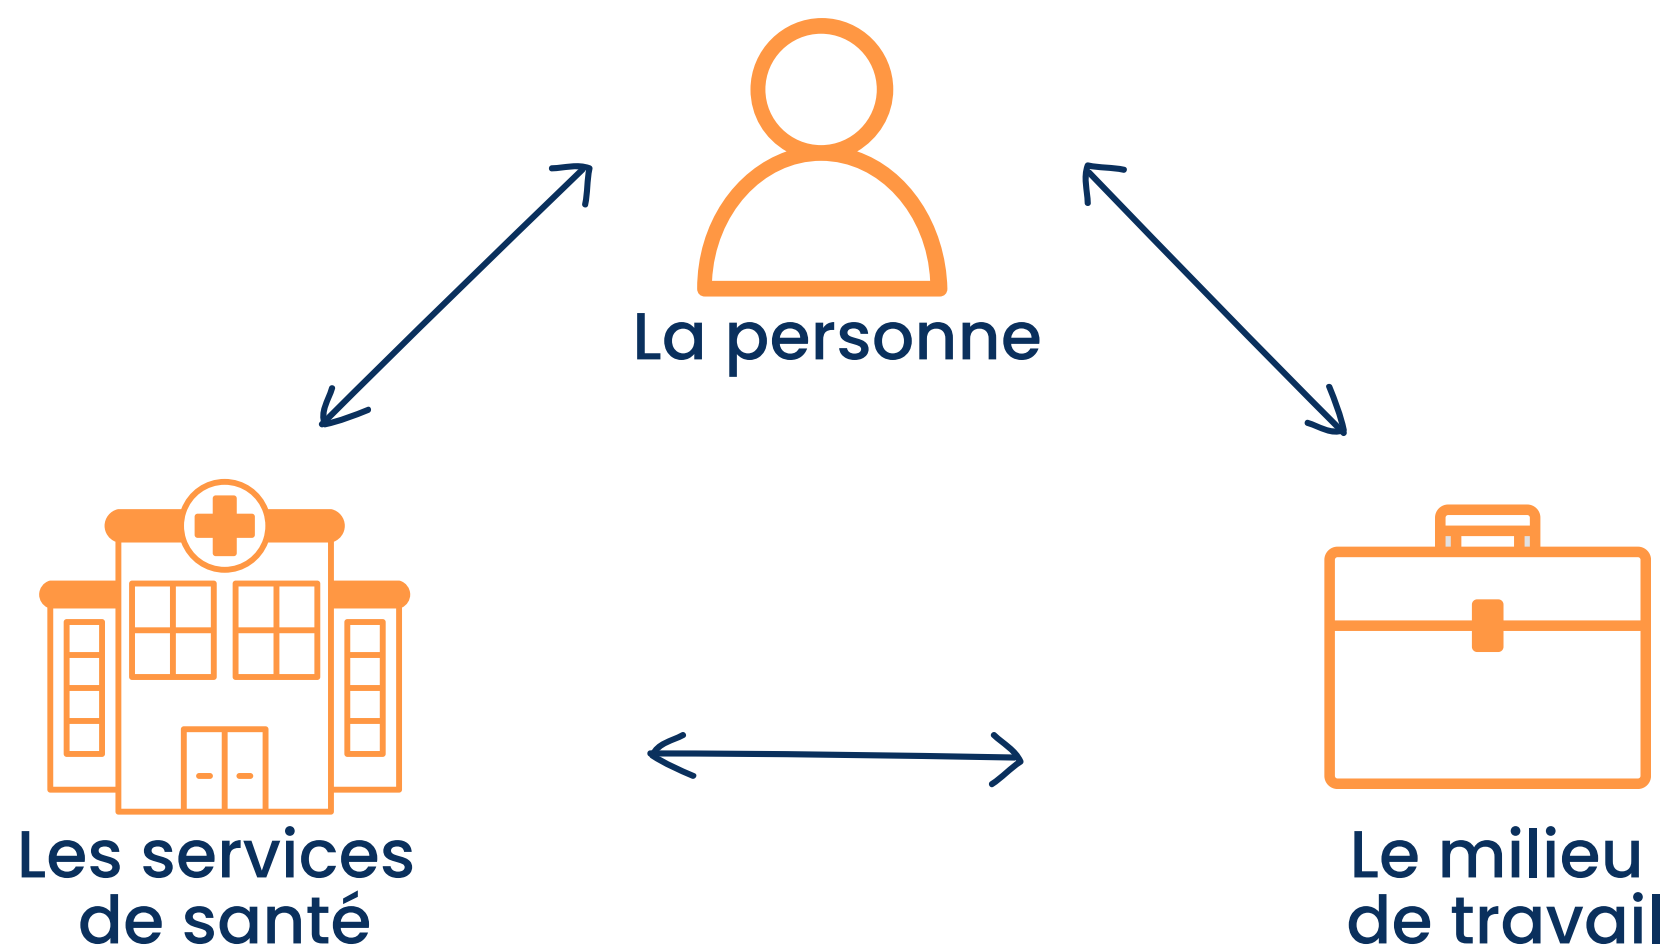 La personne
Les services
de santé
Le milieu
de travail